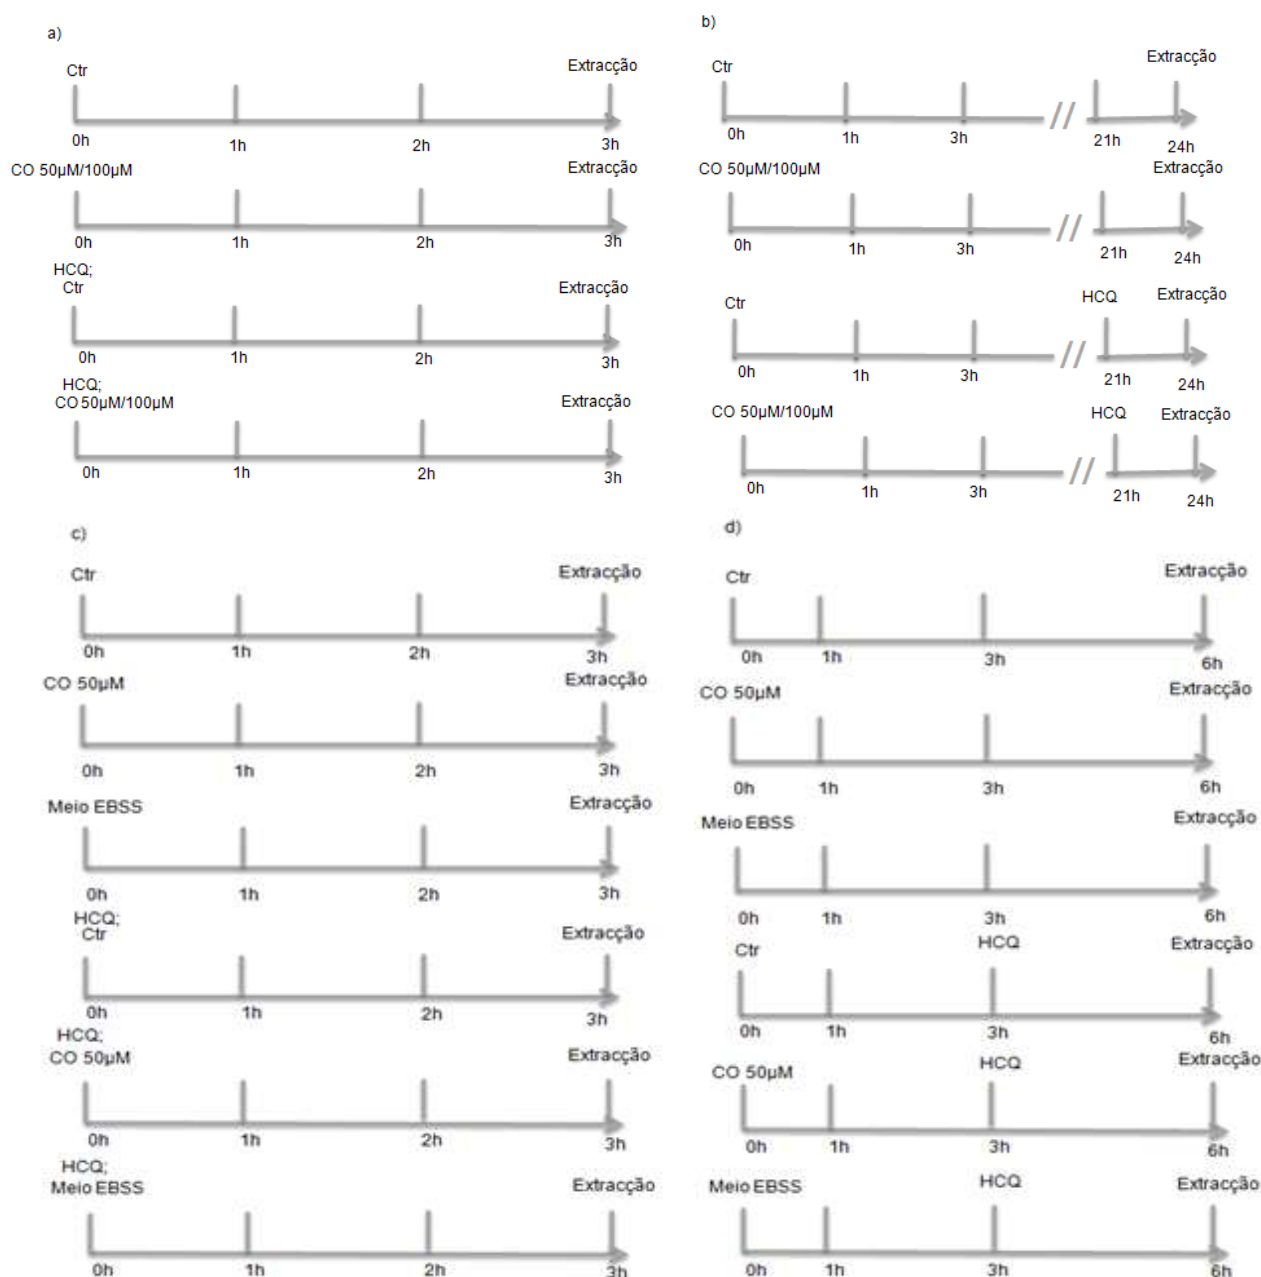 a)
Ctr
Extracção
0h 1h 2h 3h
CO 50µM/100µM
Extracção
0h 1h 2h 3h
HCQ;
Ctr
Extracção
0h 1h 2h 3h
HCQ;
CO 50µM/100µM
Extracção
0h 1h 2h 3h
b)
Ctr
Extracção
0h 1h 3h // 21h 24h
CO 50µM/100µM
Extracção
0h 1h 3h // 21h 24h
Ctr
HCQ Extracção
0h 1h 3h // 21h 24h
CO 50µM/100µM
HCQ Extracção
0h 1h 3h // 21h 24h
c)
Ctr
Extracção
0h 1h 2h 3h
CO 50µM
Extracção
0h 1h 2h 3h
Meio EBSS
Extracção
0h 1h 2h 3h
HCQ;
Ctr
Extracção
0h 1h 2h 3h
HCQ;
CO 50µM
Extracção
0h 1h 2h 3h
HCQ;
Meio EBSS
Extracção
0h 1h 2h 3h
d)
Ctr
Extracção
0h 1h 3h 6h
CO 50µM
Extracção
0h 1h 3h 6h
Meio EBSS
Extracção
0h 1h 3h 6h
Ctr
HCQ Extracção
0h 1h 3h 6h
CO 50µM
HCQ Extracção
0h 1h 3h 6h
Meio EBSS
HCQ Extracção
0h 1h 3h 6h